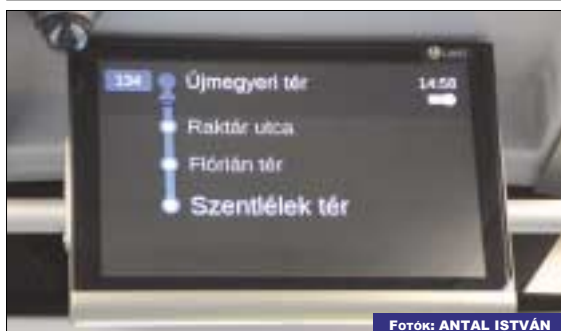 134 Újmegyeri tér 14:58
Raktár utca
Flórián tér
Szentlélek tér
FOTÓK: ANTAL ISTVÁN